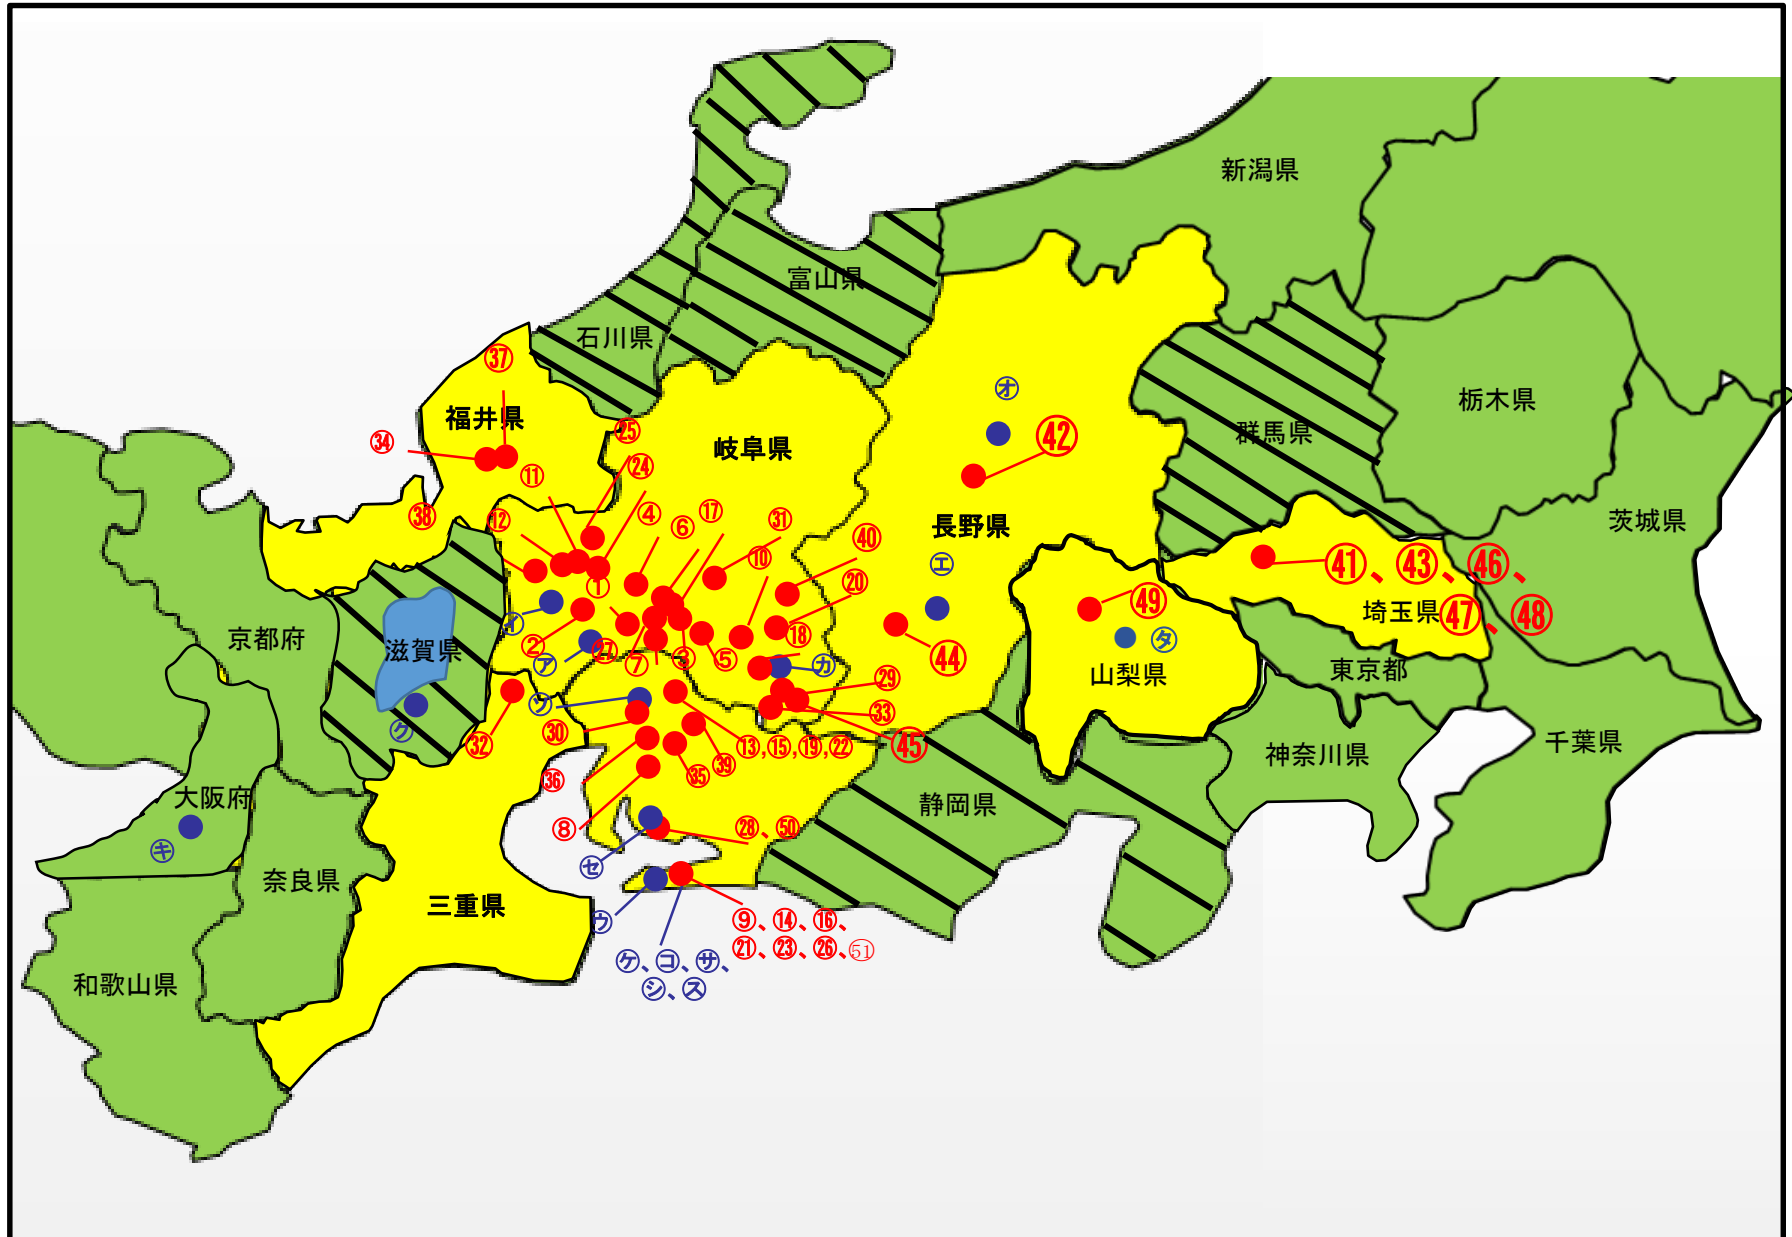 新潟県
富山県
石川県
㊲
福井県
㉞
㉕
岐阜県
㋔
㊷
群馬県
栃木県
⑪
㉔
㊳
⑫
④
⑥
⑰
㉛
㊵
長野県
茨城県
㋓
㊶、㊸、㊻、
埼玉県
㊼、㊽
①
⑩
⑳
㊾
㋑
京都府
滋賀県
②
㋐
㉗
⑦
③
⑤
⑱
㋕
㊹
㋟
山梨県
東京都
㋗
㋡
㉙
㉜
㉚
㉝
⑬,⑮,⑲,㉒
㊺
神奈川県
千葉県
㊱
㉟
㊴
大阪府
静岡県
㋖
⑧
㉘、㊿
㋝
奈良県
三重県
㋒
⑨、⑭、⑯、
㉑、㉓、㉖、51
㋘、㋙、㋚、
㋛、㋜
和歌山県